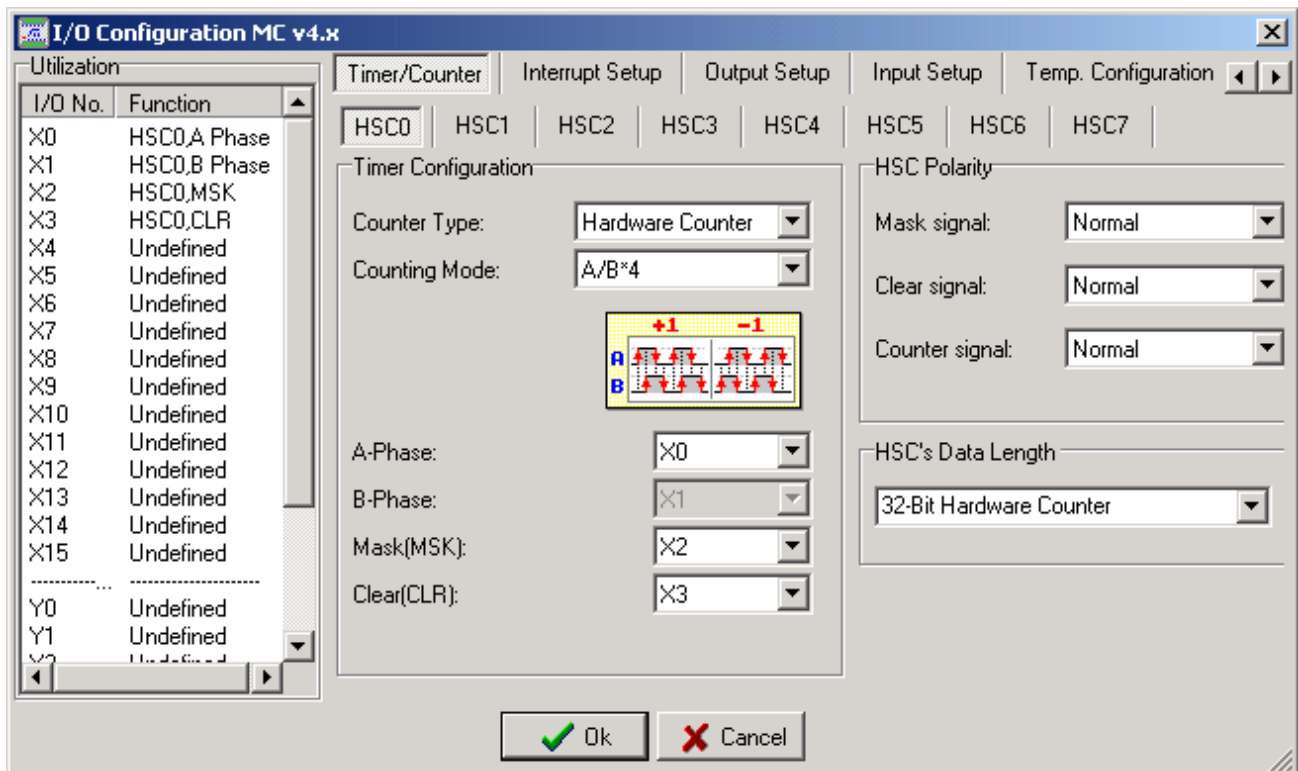 I/O Configuration MC v4.x
Utilization
I/O No. Function
X0 HSC0,A Phase
X1 HSC0,B Phase
X2 HSC0,MSK
X3 HSC0,CLR
X4 Undefined
X5 Undefined
X6 Undefined
X7 Undefined
X8 Undefined
X9 Undefined
X10 Undefined
X11 Undefined
X12 Undefined
X13 Undefined
X14 Undefined
X15 Undefined
-----------... ---------------------
Y0 Undefined
Y1 Undefined
Y2 Undefined
Timer/Counter Interrupt Setup Output Setup Input Setup Temp. Configuration
HSC0 HSC1 HSC2 HSC3 HSC4 HSC5 HSC6 HSC7
Timer Configuration
Counter Type: Hardware Counter
Counting Mode: A/B*4
+1 -1
A
B
A-Phase: X0
B-Phase: X1
Mask(MSK): X2
Clear(CLR): X3
HSC Polarity
Mask signal: Normal
Clear signal: Normal
Counter signal: Normal
HSC's Data Length
32-Bit Hardware Counter
Ok Cancel